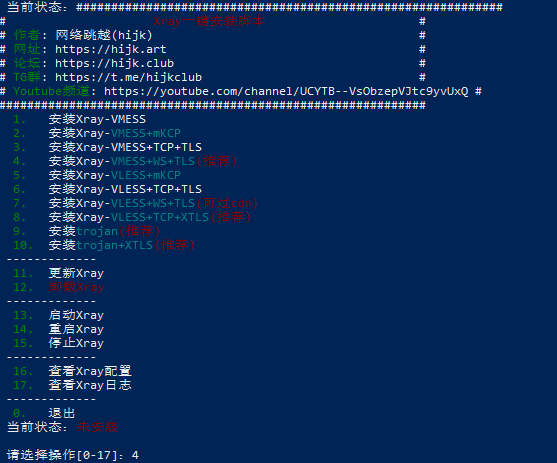 当前状态：#############################################################
#                     Xray一键安装脚本                      #
# 作者: 网络跳越(hijk)                                      #
# 网址: https://hijk.art                                    #
# 论坛: https://hijk.club                                   #
# TG群: https://t.me/hijkclub                               #
# Youtube频道: https://youtube.com/channel/UCYTB--VsObzepVJtc9yvUxQ #
#############################################################
1. 安装Xray-VMESS
2. 安装Xray-VMESS+mKCP
3. 安装Xray-VMESS+TCP+TLS
4. 安装Xray-VMESS+WS+TLS(推荐)
5. 安装Xray-VLESS+mKCP
6. 安装Xray-VLESS+TCP+TLS
7. 安装Xray-VLESS+WS+TLS(可过cdn)
8. 安装Xray-VLESS+TCP+XTLS(推荐)
9. 安装trojan(推荐)
10. 安装trojan+XTLS(推荐)
-------------
11. 更新Xray
12. 卸载Xray
-------------
13. 启动Xray
14. 重启Xray
15. 停止Xray
-------------
16. 查看Xray配置
17. 查看Xray日志
-------------
0. 退出
当前状态：未安装
请选择操作[0-17]：4